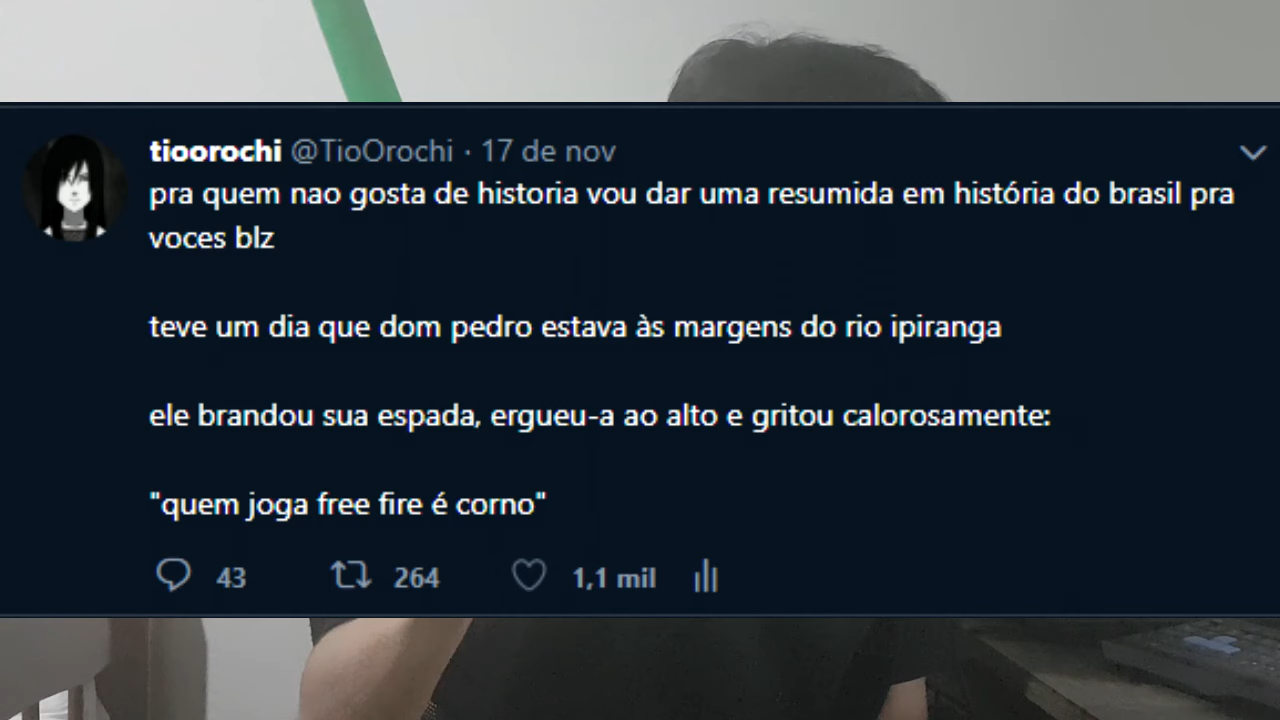 tioorochi @TioOrochi · 17 de nov
pra quem nao gosta de historia vou dar uma resumida em história do brasil pra
voces blz
teve um dia que dom pedro estava às margens do rio ipiranga
ele brandou sua espada, ergueu-a ao alto e gritou calorosamente:
"quem joga free fire é corno"
43 264 1,1 mil